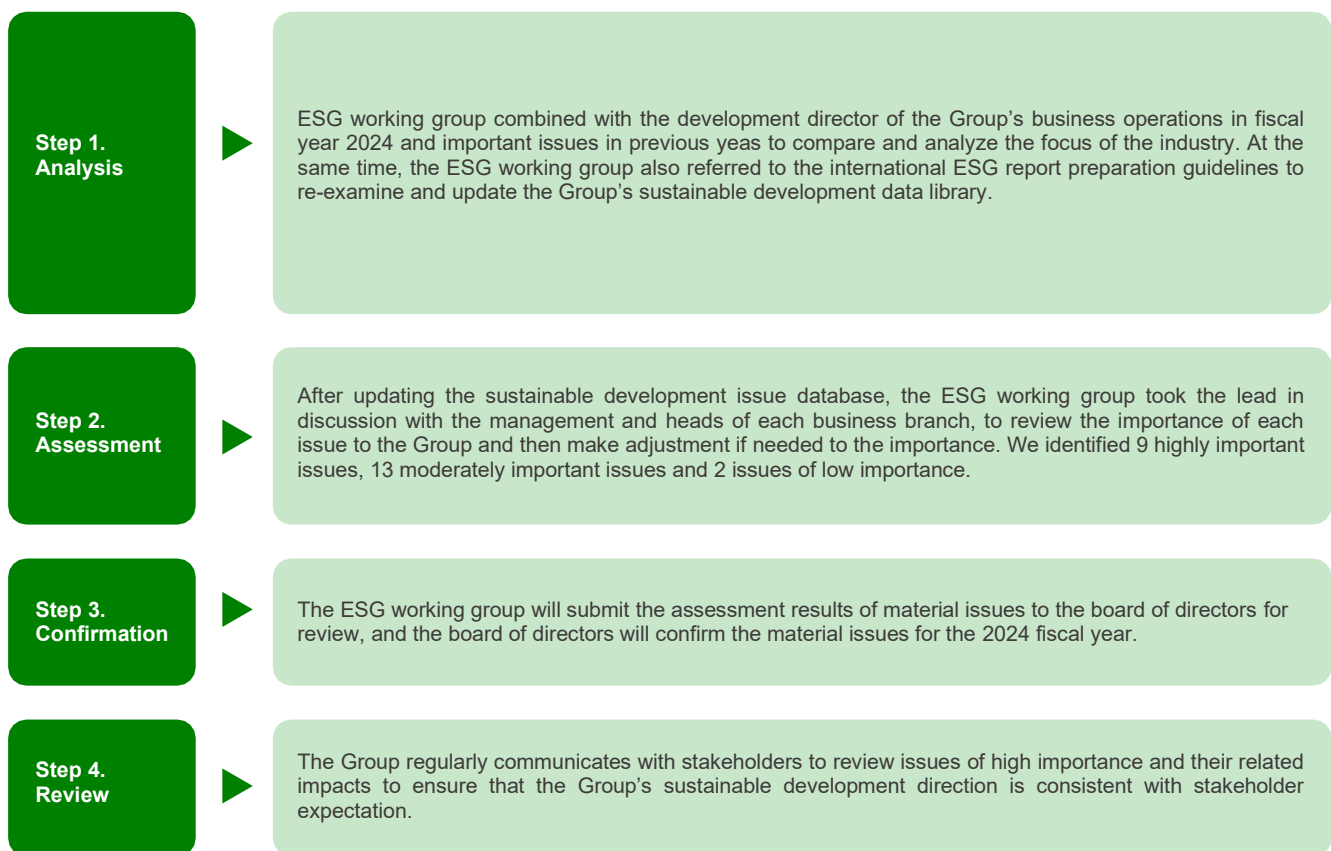 Step 1.
Analysis
ESG working group combined with the development director of the Group's business operations in fiscal
year 2024 and important issues in previous yeas to compare and analyze the focus of the industry. At the
same time, the ESG working group also referred to the international ESG report preparation guidelines to
re-examine and update the Group's sustainable development data library.
Step 2.
Assessment
After updating the sustainable development issue database, the ESG working group took the lead in
discussion with the management and heads of each business branch, to review the importance of each
issue to the Group and then make adjustment if needed to the importance. We identified 9 highly important
issues, 13 moderately important issues and 2 issues of low importance.
Step 3.
Confirmation
The ESG working group will submit the assessment results of material issues to the board of directors for
review, and the board of directors will confirm the material issues for the 2024 fiscal year.
Step 4.
Review
The Group regularly communicates with stakeholders to review issues of high importance and their related
impacts to ensure that the Group's sustainable development direction is consistent with stakeholder
expectation.